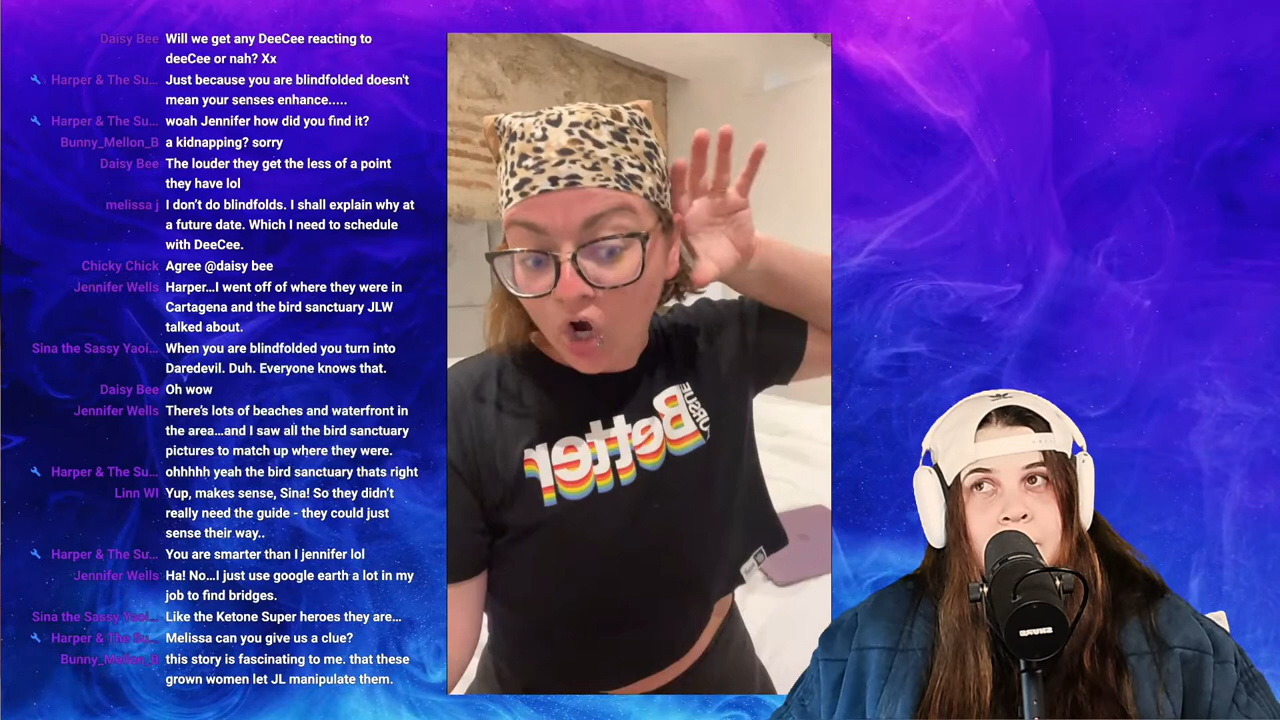 Daisy Bee Will we get any DeeCee reacting to
deeCee or nah? Xx
Harper & The Su... Just because you are blindfolded doesn't
mean your senses enhance.....
Harper & The Su... woah Jennifer how did you find it?
Bunny_Mellon_B a kidnapping? sorry
Daisy Bee The louder they get the less of a point
they have lol
melissa j I don't do blindfolds. I shall explain why at
a future date. Which I need to schedule
with DeeCee.
Chicky Chick Agree @daisy bee
Jennifer Wells Harper...I went off of where they were in
Cartagena and the bird sanctuary JLW
talked about.
Sina the Sassy Yaoi... When you are blindfolded you turn into
Daredevil. Duh. Everyone knows that.
Daisy Bee Oh wow
Jennifer Wells There's lots of beaches and waterfront in
the area...and I saw all the bird sanctuary
pictures to match up where they were.
Harper & The Su... ohhhhh yeah the bird sanctuary thats right
Linn WI Yup, makes sense, Sina! So they didn't
really need the guide - they could just
sense their way..
Harper & The Su... You are smarter than I jennifer lol
Jennifer Wells Ha! No...I just use google earth a lot in my
job to find bridges.
Sina the Sassy Yaoi... Like the Ketone Super heroes they are...
Harper & The Su... Melissa can you give us a clue?
Bunny_Mellon_B this story is fascinating to me. that these
grown women let JL manipulate them.
PURSUE
Better
SHURE